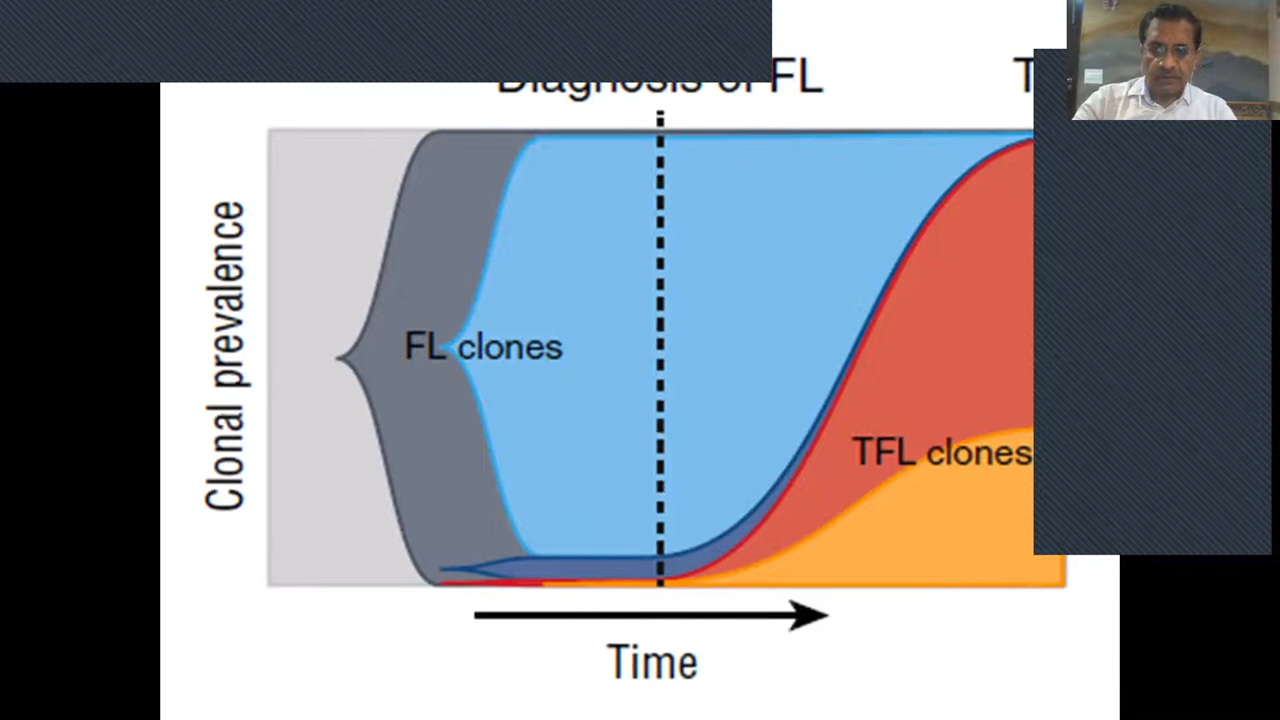 Diagnosis of FL
T
Clonal prevalence
FL clones
TFL clones
Time